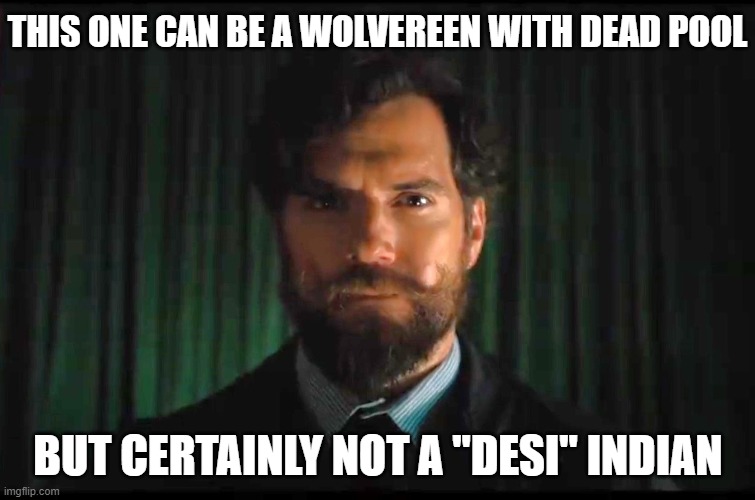 THIS ONE CAN BE A WOLVEREEN WITH DEAD POOL
BUT CERTAINLY NOT A "DESI" INDIAN
imgflip.com